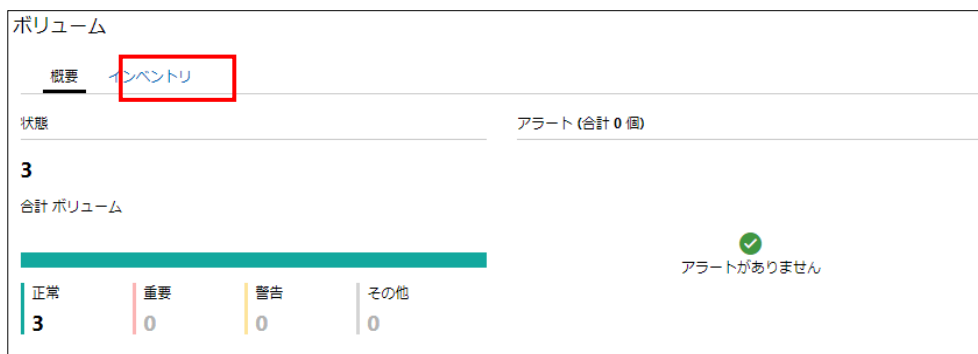 ボリューム
概要 インベントリ
状態
アラート (合計 0 個)
3
合計 ボリューム
アラートがありません
正常 重要 警告 その他
3 0 0 0